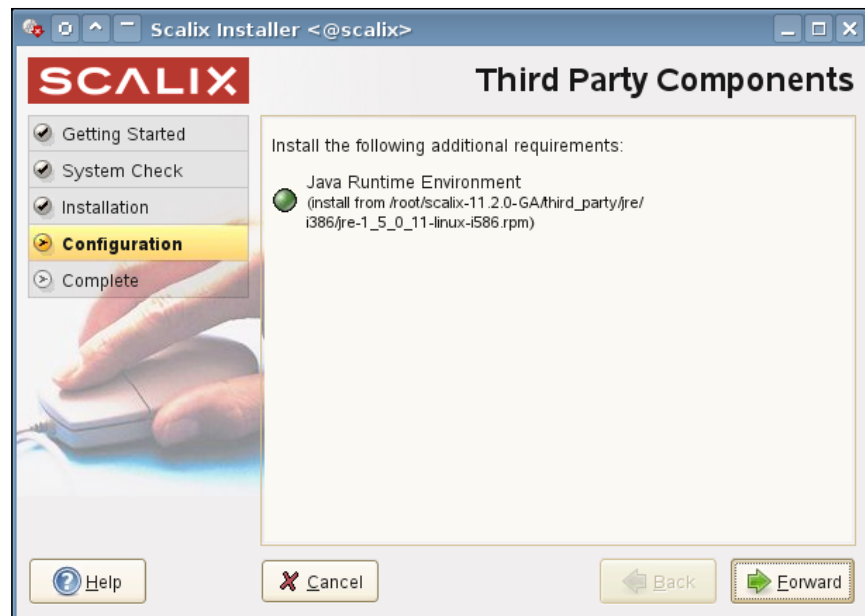 Scalix Installer <@scalix>
SCALIX
Third Party Components
Getting Started
System Check
Installation
Configuration
Complete
Install the following additional requirements:
Java Runtime Environment
(install from /root/scalix-11.2.0-GA/third_party/jre/
i386/jre-1_5_0_11-linux-i586.rpm)
Help
Cancel
Back
Forward